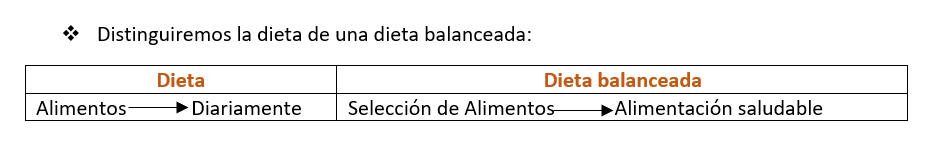 ❖ Distinguiremos la dieta de una dieta balanceada:
Dieta Dieta balanceada
Alimentos Diariamente Selección de Alimentos Alimentación saludable